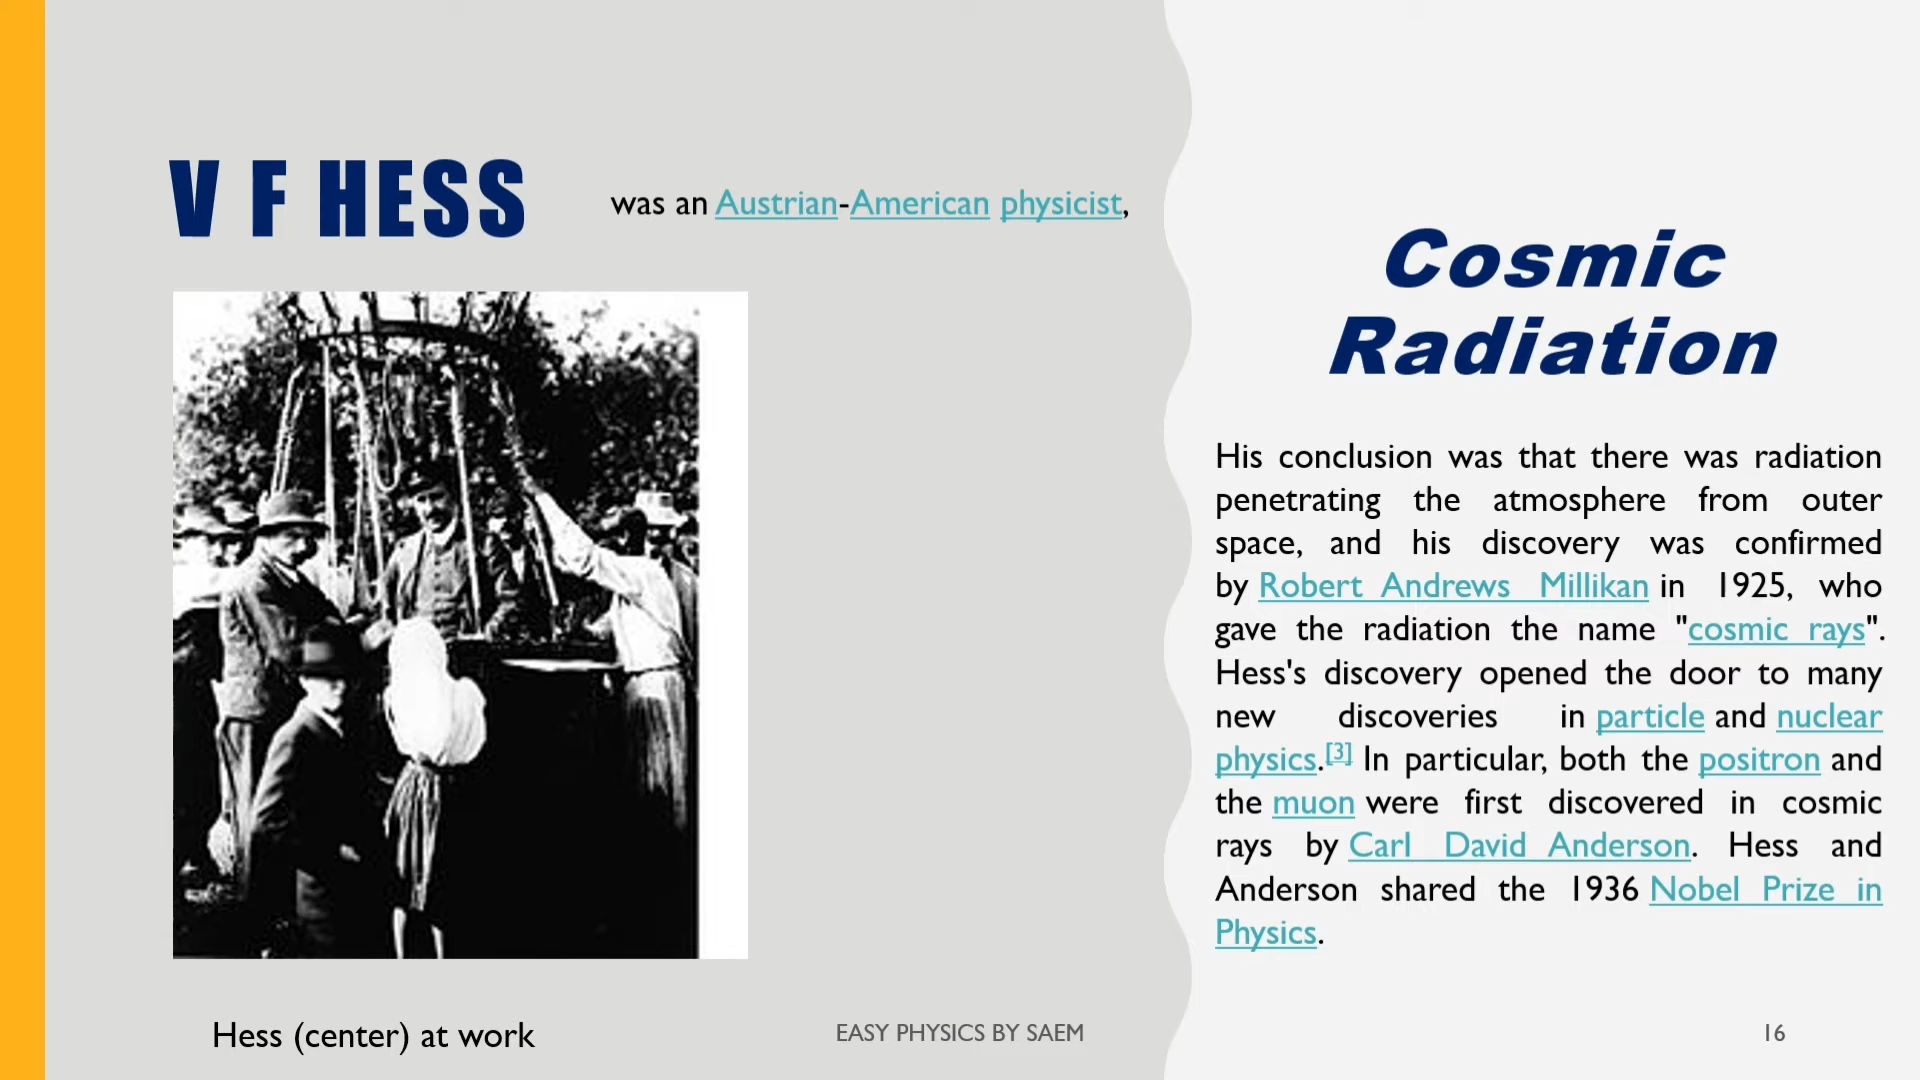 V F HESS
was an Austrian-American physicist,
Cosmic
Radiation
His conclusion was that there was radiation
penetrating the atmosphere from outer
space, and his discovery was confirmed
by Robert Andrews Millikan in 1925, who
gave the radiation the name "cosmic rays".
Hess's discovery opened the door to many
new discoveries in particle and nuclear
physics.[3] In particular, both the positron and
the muon were first discovered in cosmic
rays by Carl David Anderson. Hess and
Anderson shared the 1936 Nobel Prize in
Physics.
Hess (center) at work
EASY PHYSICS BY SAEM
16